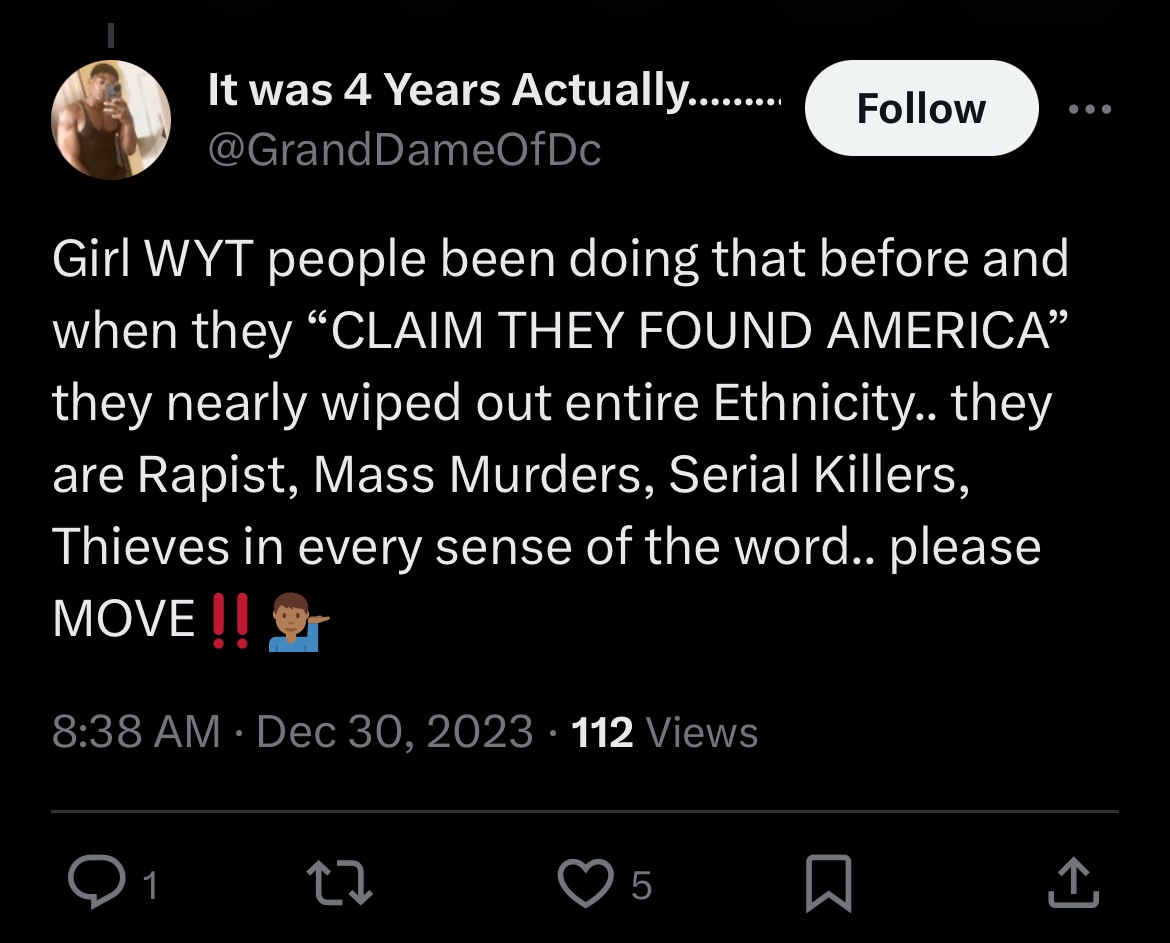 It was 4 Years Actually.........
Follow
@GrandDameOfDc
Girl WYT people been doing that before and
when they “CLAIM THEY FOUND AMERICA”
they nearly wiped out entire Ethnicity.. they
are Rapist, Mass Murders, Serial Killers,
Thieves in every sense of the word.. please
MOVE‼️💁🏽‍♂️
8:38 AM · Dec 30, 2023 · 112 Views
1
5